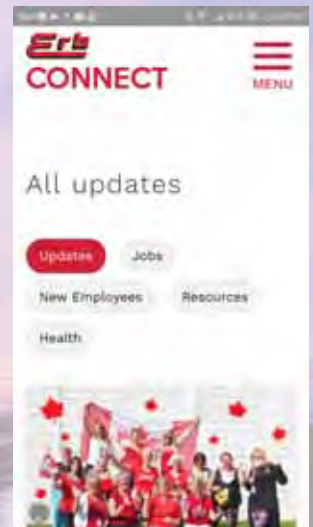 Erb
CONNECT
MENU
All updates
Updates Jobs
New Employees Resources
Health